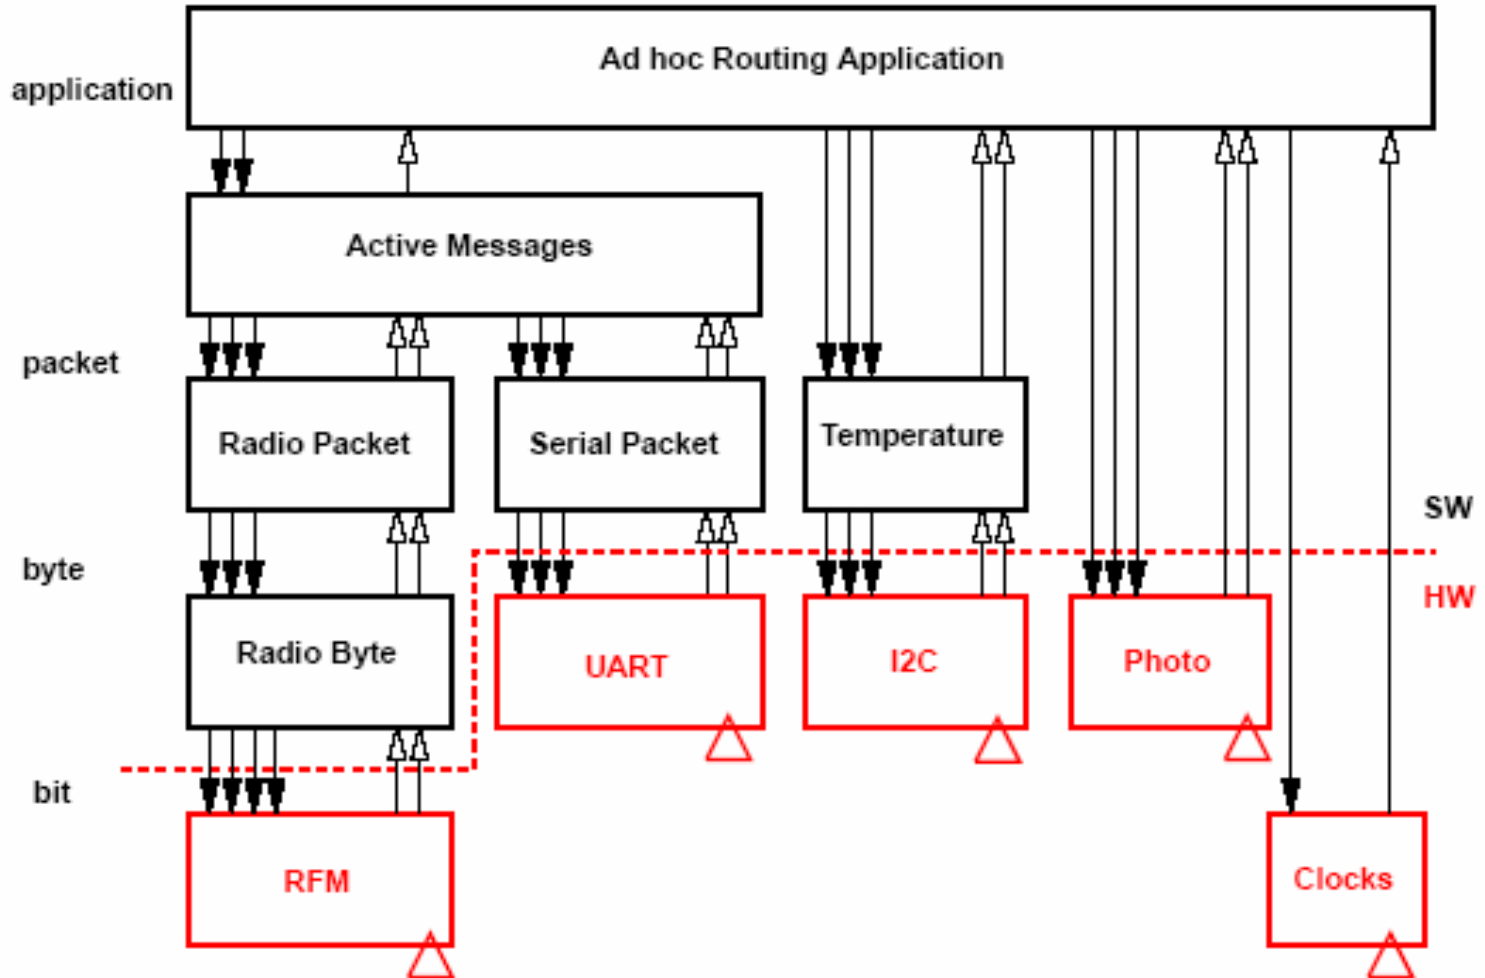 Ad hoc Routing Application
application
Active Messages
packet
Radio Packet
Serial Packet
Temperature
SW
byte
HW
Radio Byte
UART
I2C
Photo
bit
RFM
Clocks